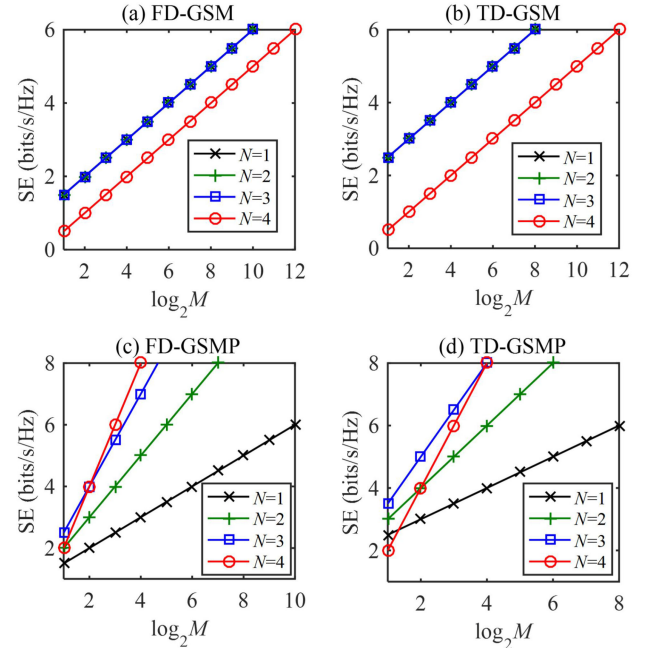 (a) FD-GSM
SE (bits/s/Hz)
6
4
2
0
2 4 6 8 10 12
log2M
N=1
N=2
N=3
N=4
(b) TD-GSM
SE (bits/s/Hz)
6
4
2
0
2 4 6 8 10 12
log2M
N=1
N=2
N=3
N=4
(c) FD-GSMP
SE (bits/s/Hz)
8
6
4
2
2 4 6 8 10
log2M
N=1
N=2
N=3
N=4
(d) TD-GSMP
SE (bits/s/Hz)
8
6
4
2
2 4 6 8
log2M
N=1
N=2
N=3
N=4